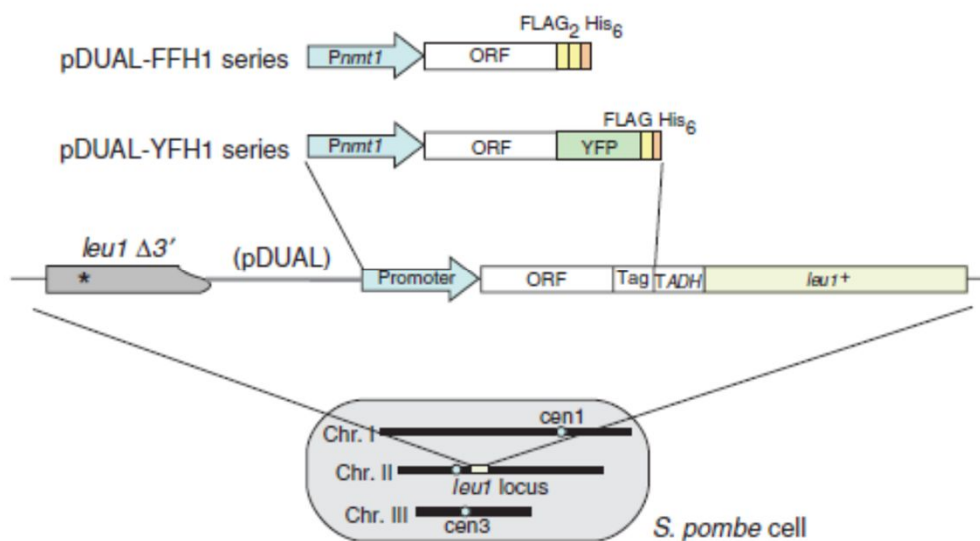 FLAG2 His6
pDUAL-FFH1 series Pnmt1 ORF
FLAG His6
pDUAL-YFH1 series Pnmt1 ORF YFP
leu1 Δ3' (pDUAL)
* Promoter ORF Tag TADH leu1+
cen1
Chr. I
Chr. II
leu1 locus
Chr. III
cen3
S. pombe cell